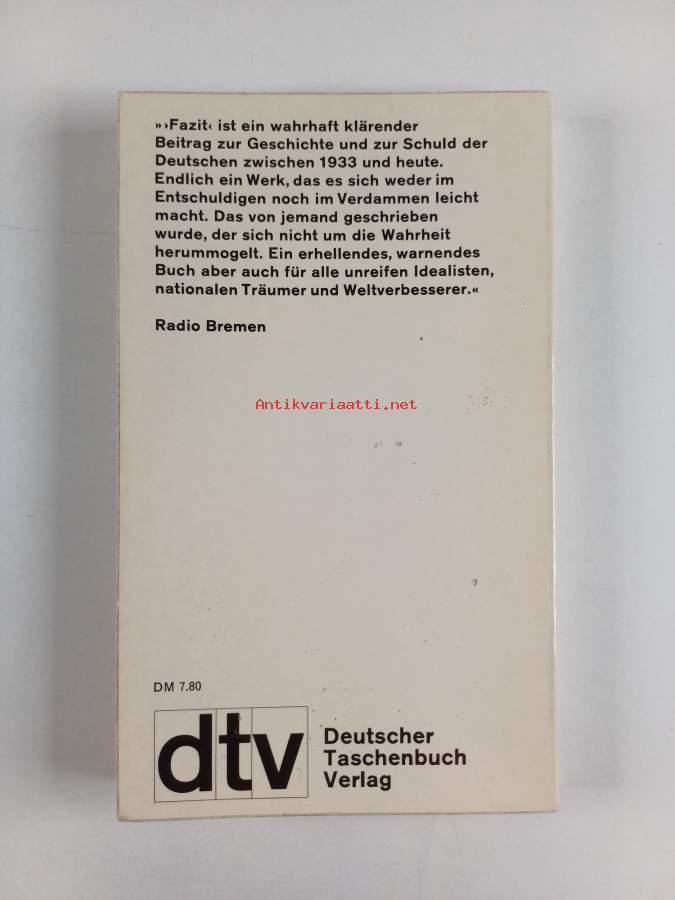 »›Fazit‹ ist ein wahrhaft klärender
Beitrag zur Geschichte und zur Schuld der
Deutschen zwischen 1933 und heute.
Endlich ein Werk, das es sich weder im
Entschuldigen noch im Verdammen leicht
macht. Das von jemand geschrieben
wurde, der sich nicht um die Wahrheit
herummogelt. Ein erhellendes, warnendes
Buch aber auch für alle unreifen Idealisten,
nationalen Träumer und Weltverbesserer.«
Radio Bremen
Antikvariaatti.net
DM 7.80
dtv
Deutscher
Taschenbuch
Verlag